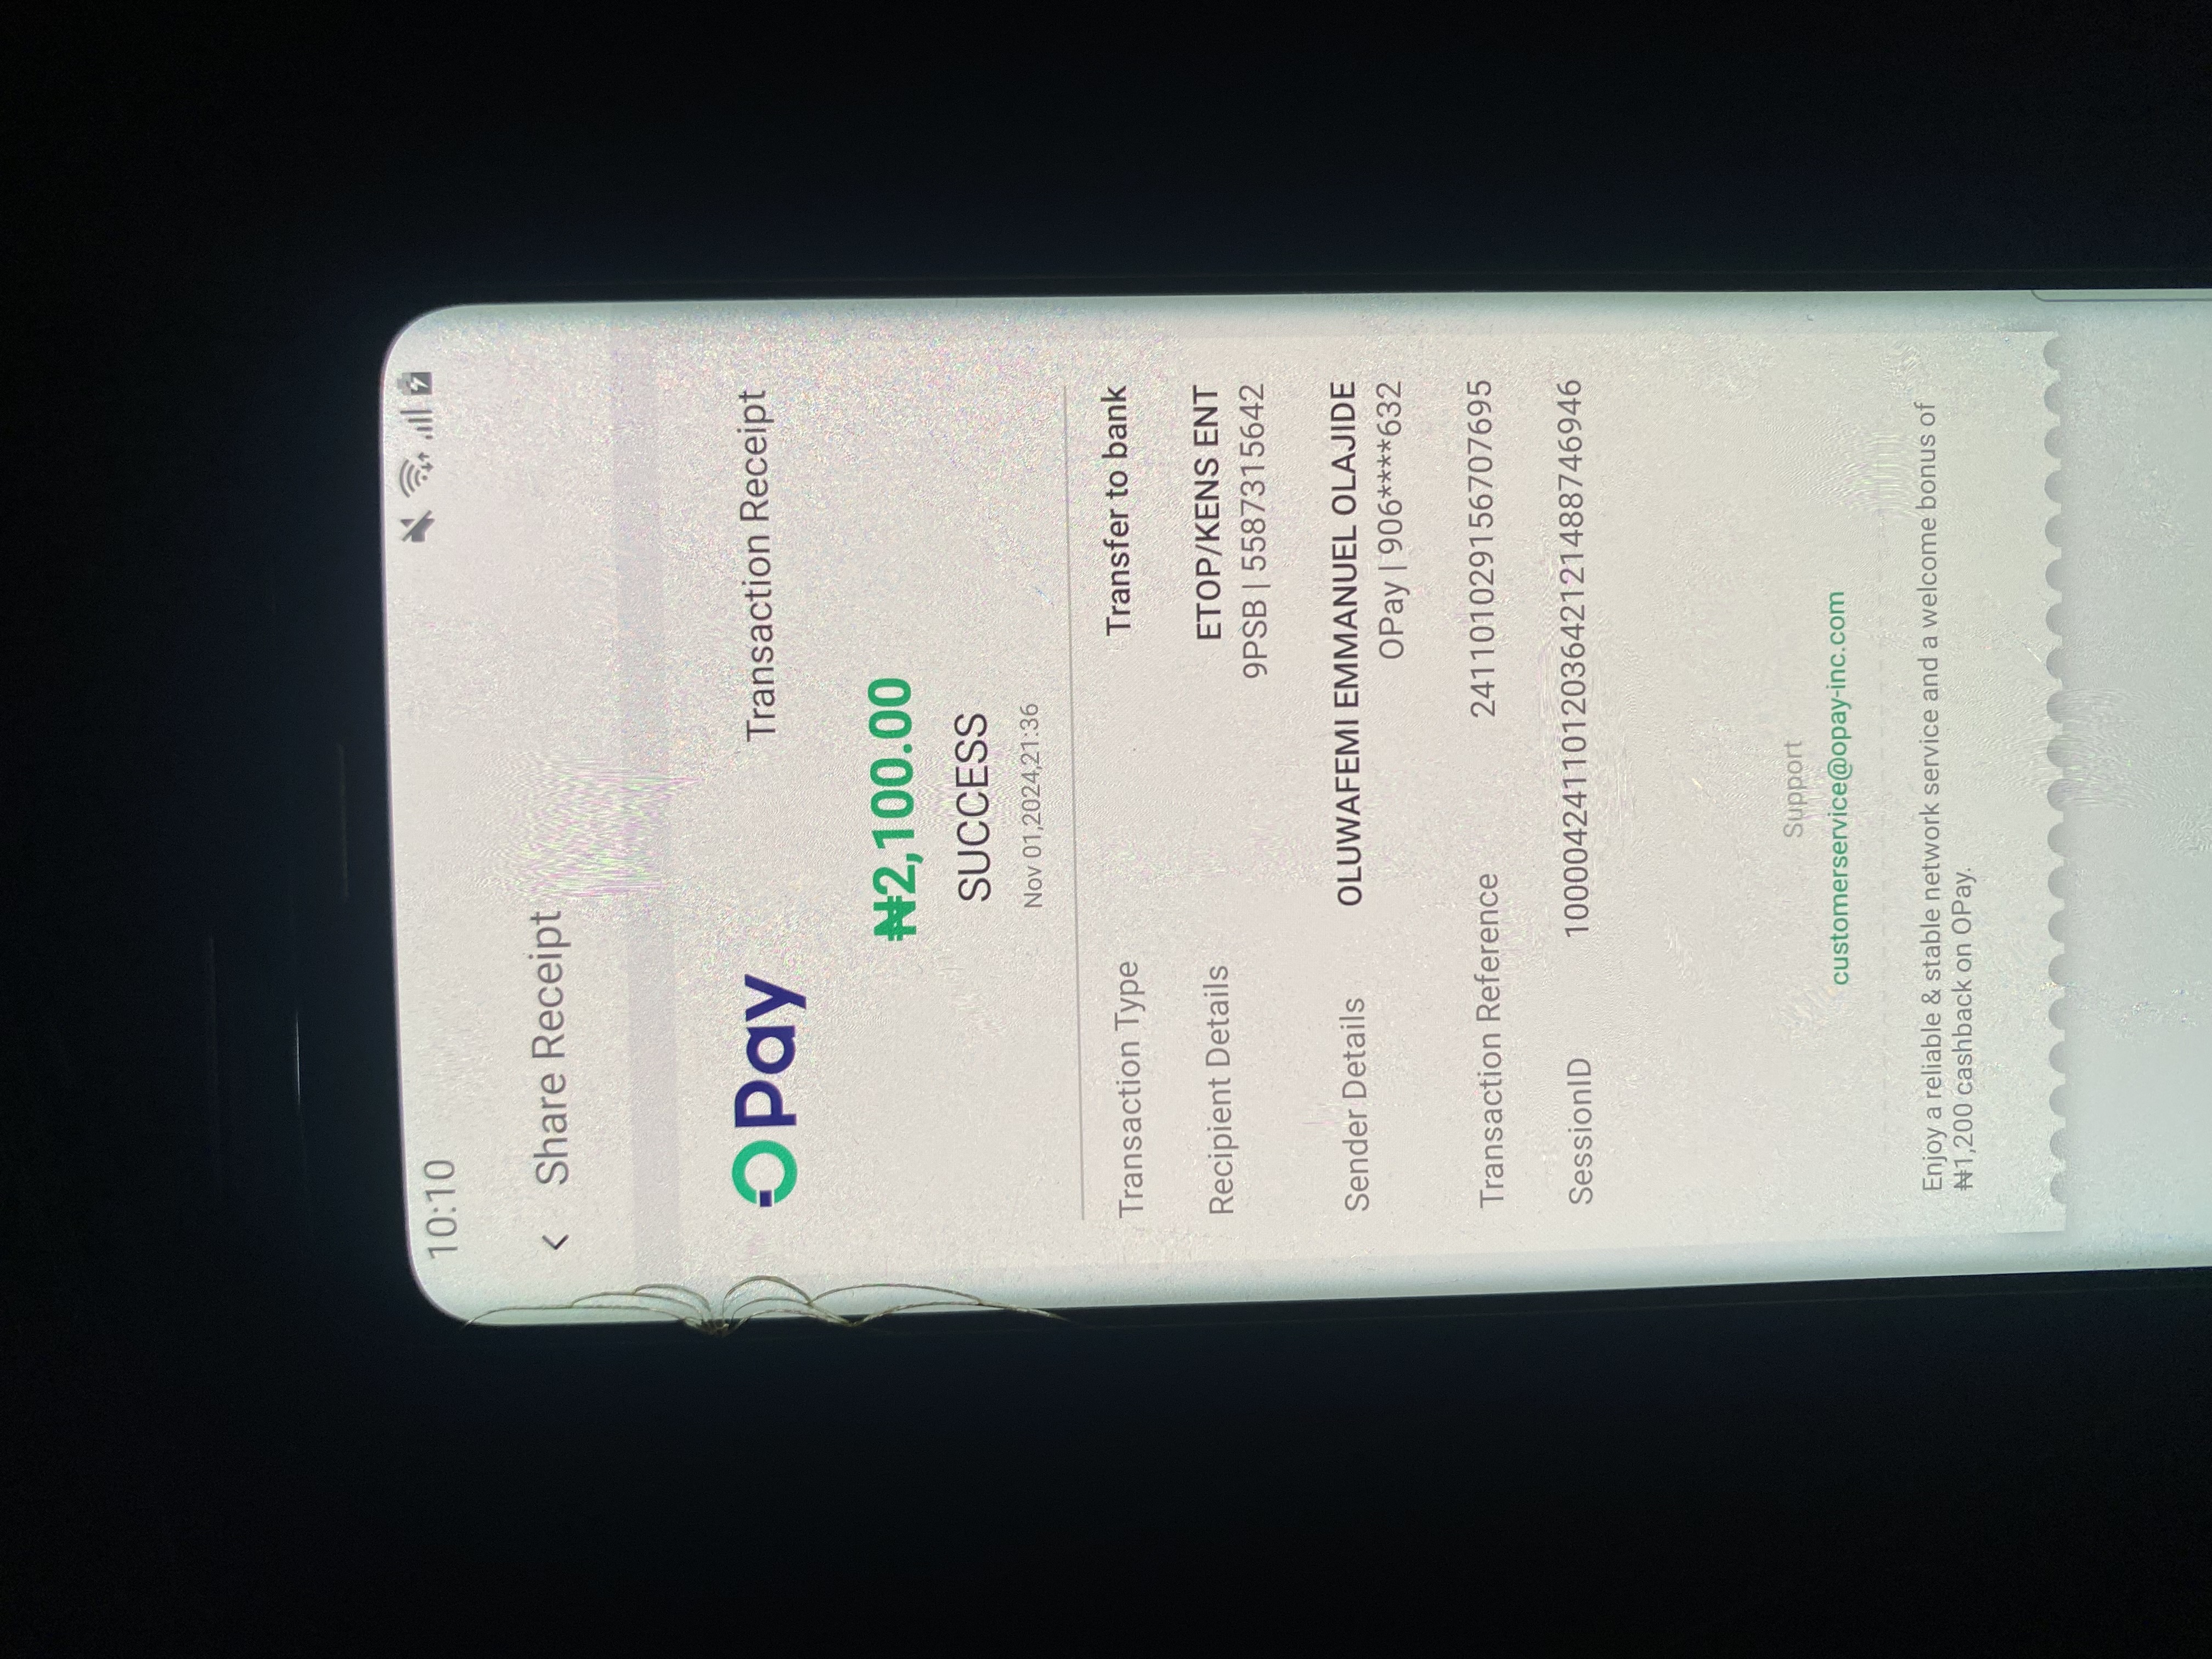 10:10
Share Receipt
OPay
Transaction Receipt
₦2,100.00
SUCCESS
Nov 01,2024,21:36
Transaction Type
Transfer to bank
Recipient Details
ETOP/KENS ENT
9PSB | 5587315642
Sender Details
OLUWAFEMI EMMANUEL OLAJIDE
OPay | 906****632
Transaction Reference
241101029156707695
SessionID
100004241101203642121488746946
Support
customerservice@opay-inc.com
Enjoy a reliable & stable network service and a welcome bonus of
₦1,200 cashback on OPay.